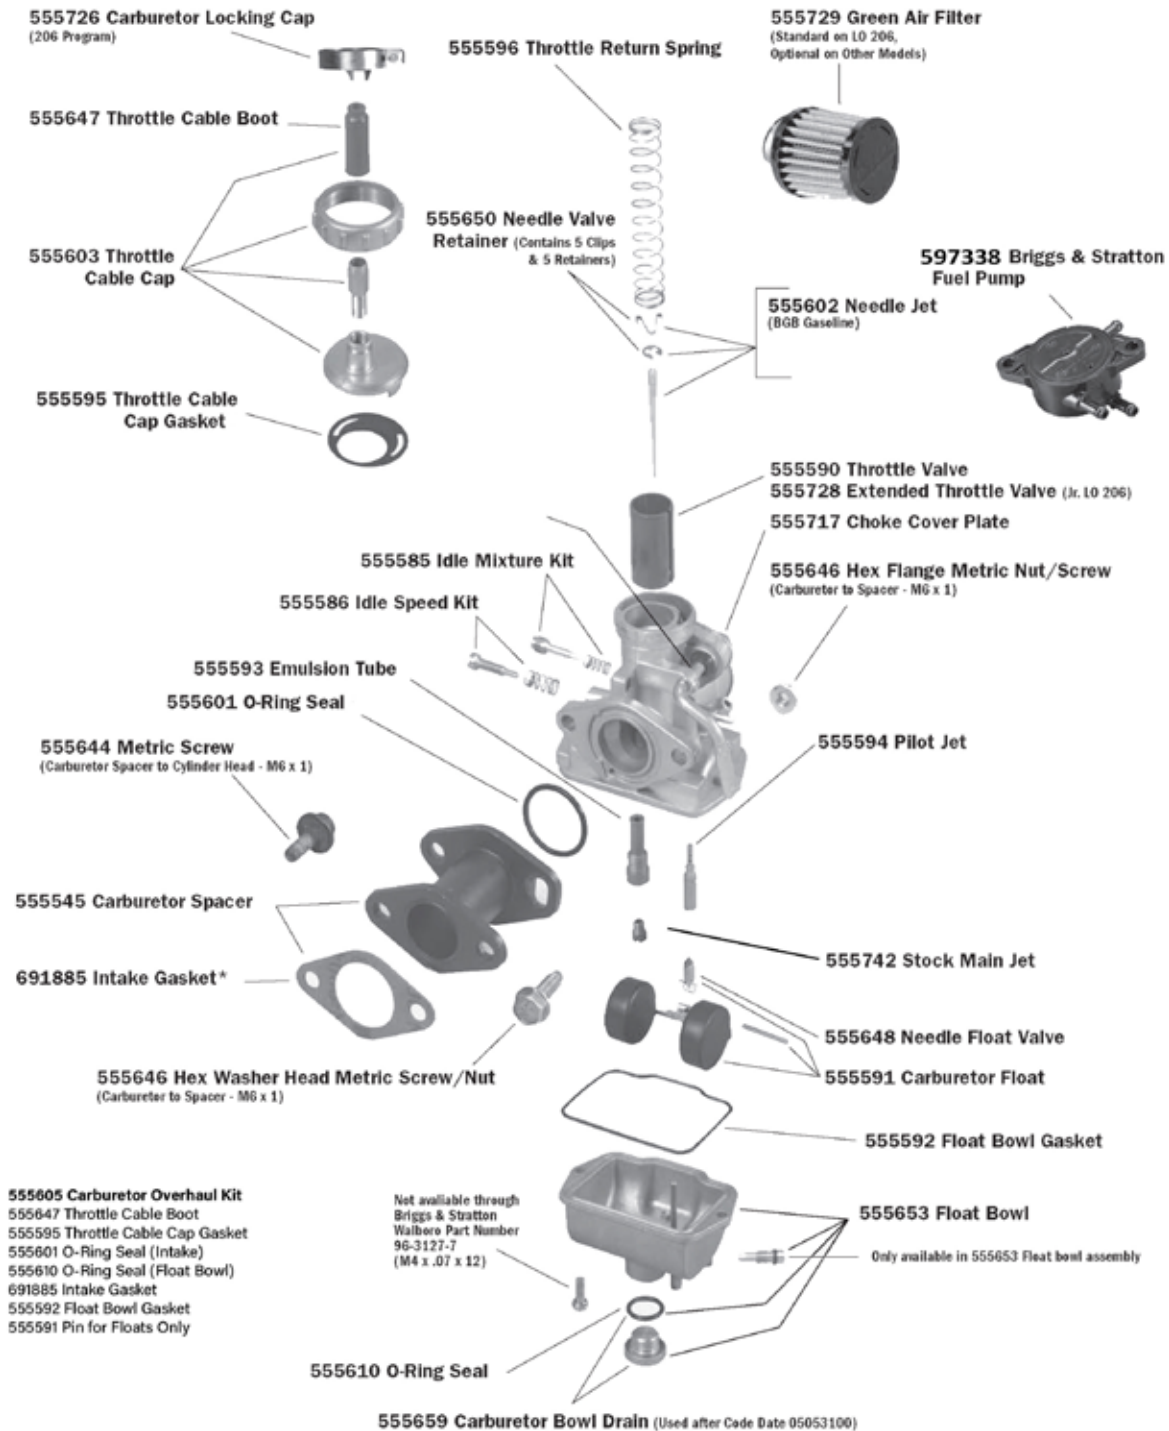 555726 Carburetor Locking Cap
(206 Program)
555596 Throttle Return Spring
555729 Green Air Filter
(Standard on LO 206,
Optional on Other Models)
555647 Throttle Cable Boot
555650 Needle Valve
Retainer (Contains 5 Clips
& 5 Retainers)
555603 Throttle
Cable Cap
597338 Briggs & Stratton
Fuel Pump
555602 Needle Jet
(BGB Gasoline)
555595 Throttle Cable
Cap Gasket
555590 Throttle Valve
555728 Extended Throttle Valve (Jr. LO 206)
555717 Choke Cover Plate
555585 Idle Mixture Kit
555646 Hex Flange Metric Nut/Screw
(Carburetor to Spacer - M6 x 1)
555586 Idle Speed Kit
555593 Emulsion Tube
555601 O-Ring Seal
555644 Metric Screw
(Carburetor Spacer to Cylinder Head - M6 x 1)
555594 Pilot Jet
555545 Carburetor Spacer
555742 Stock Main Jet
691885 Intake Gasket*
555648 Needle Float Valve
555646 Hex Washer Head Metric Screw/Nut
(Carburetor to Spacer - M6 x 1)
555591 Carburetor Float
555592 Float Bowl Gasket
555605 Carburetor Overhaul Kit
555647 Throttle Cable Boot
555595 Throttle Cable Cap Gasket
555601 O-Ring Seal (Intake)
555610 O-Ring Seal (Float Bowl)
691885 Intake Gasket
555592 Float Bowl Gasket
555591 Pin for Floats Only
Not available through
Briggs & Stratton
Walboro Part Number
96-3127-7
(M4 x .07 x 12)
555653 Float Bowl
Only available in 555653 Float bowl assembly
555610 O-Ring Seal
555659 Carburetor Bowl Drain (Used after Code Date 05053100)